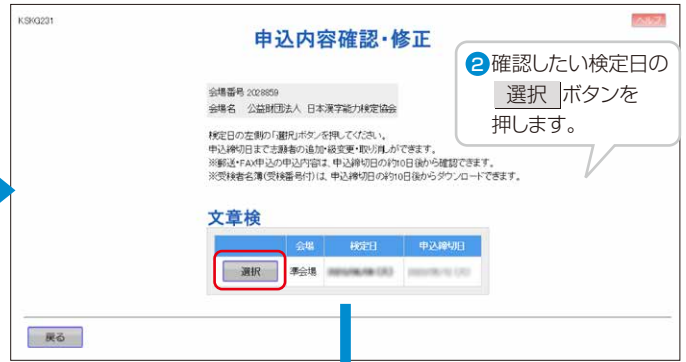 KSKG231
ヘルプ
申込内容確認・修正
2 確認したい検定日の
選択 ボタンを
押します。
会場番号 2028859
会場名 公益財団法人 日本漢字能力検定協会
検定日の左側の「選択」ボタンを押してください。
申込締切日まで志願者の追加・級変更・取り消しができます。
※郵送・FAX申込の申込内容は、申込締切日の約10日後から確認できます。
※受検者名簿(受検番号付)は、申込締切日の約10日後からダウンロードできます。
文章検
会場 検定日 申込締切日
選択 準会場
戻る